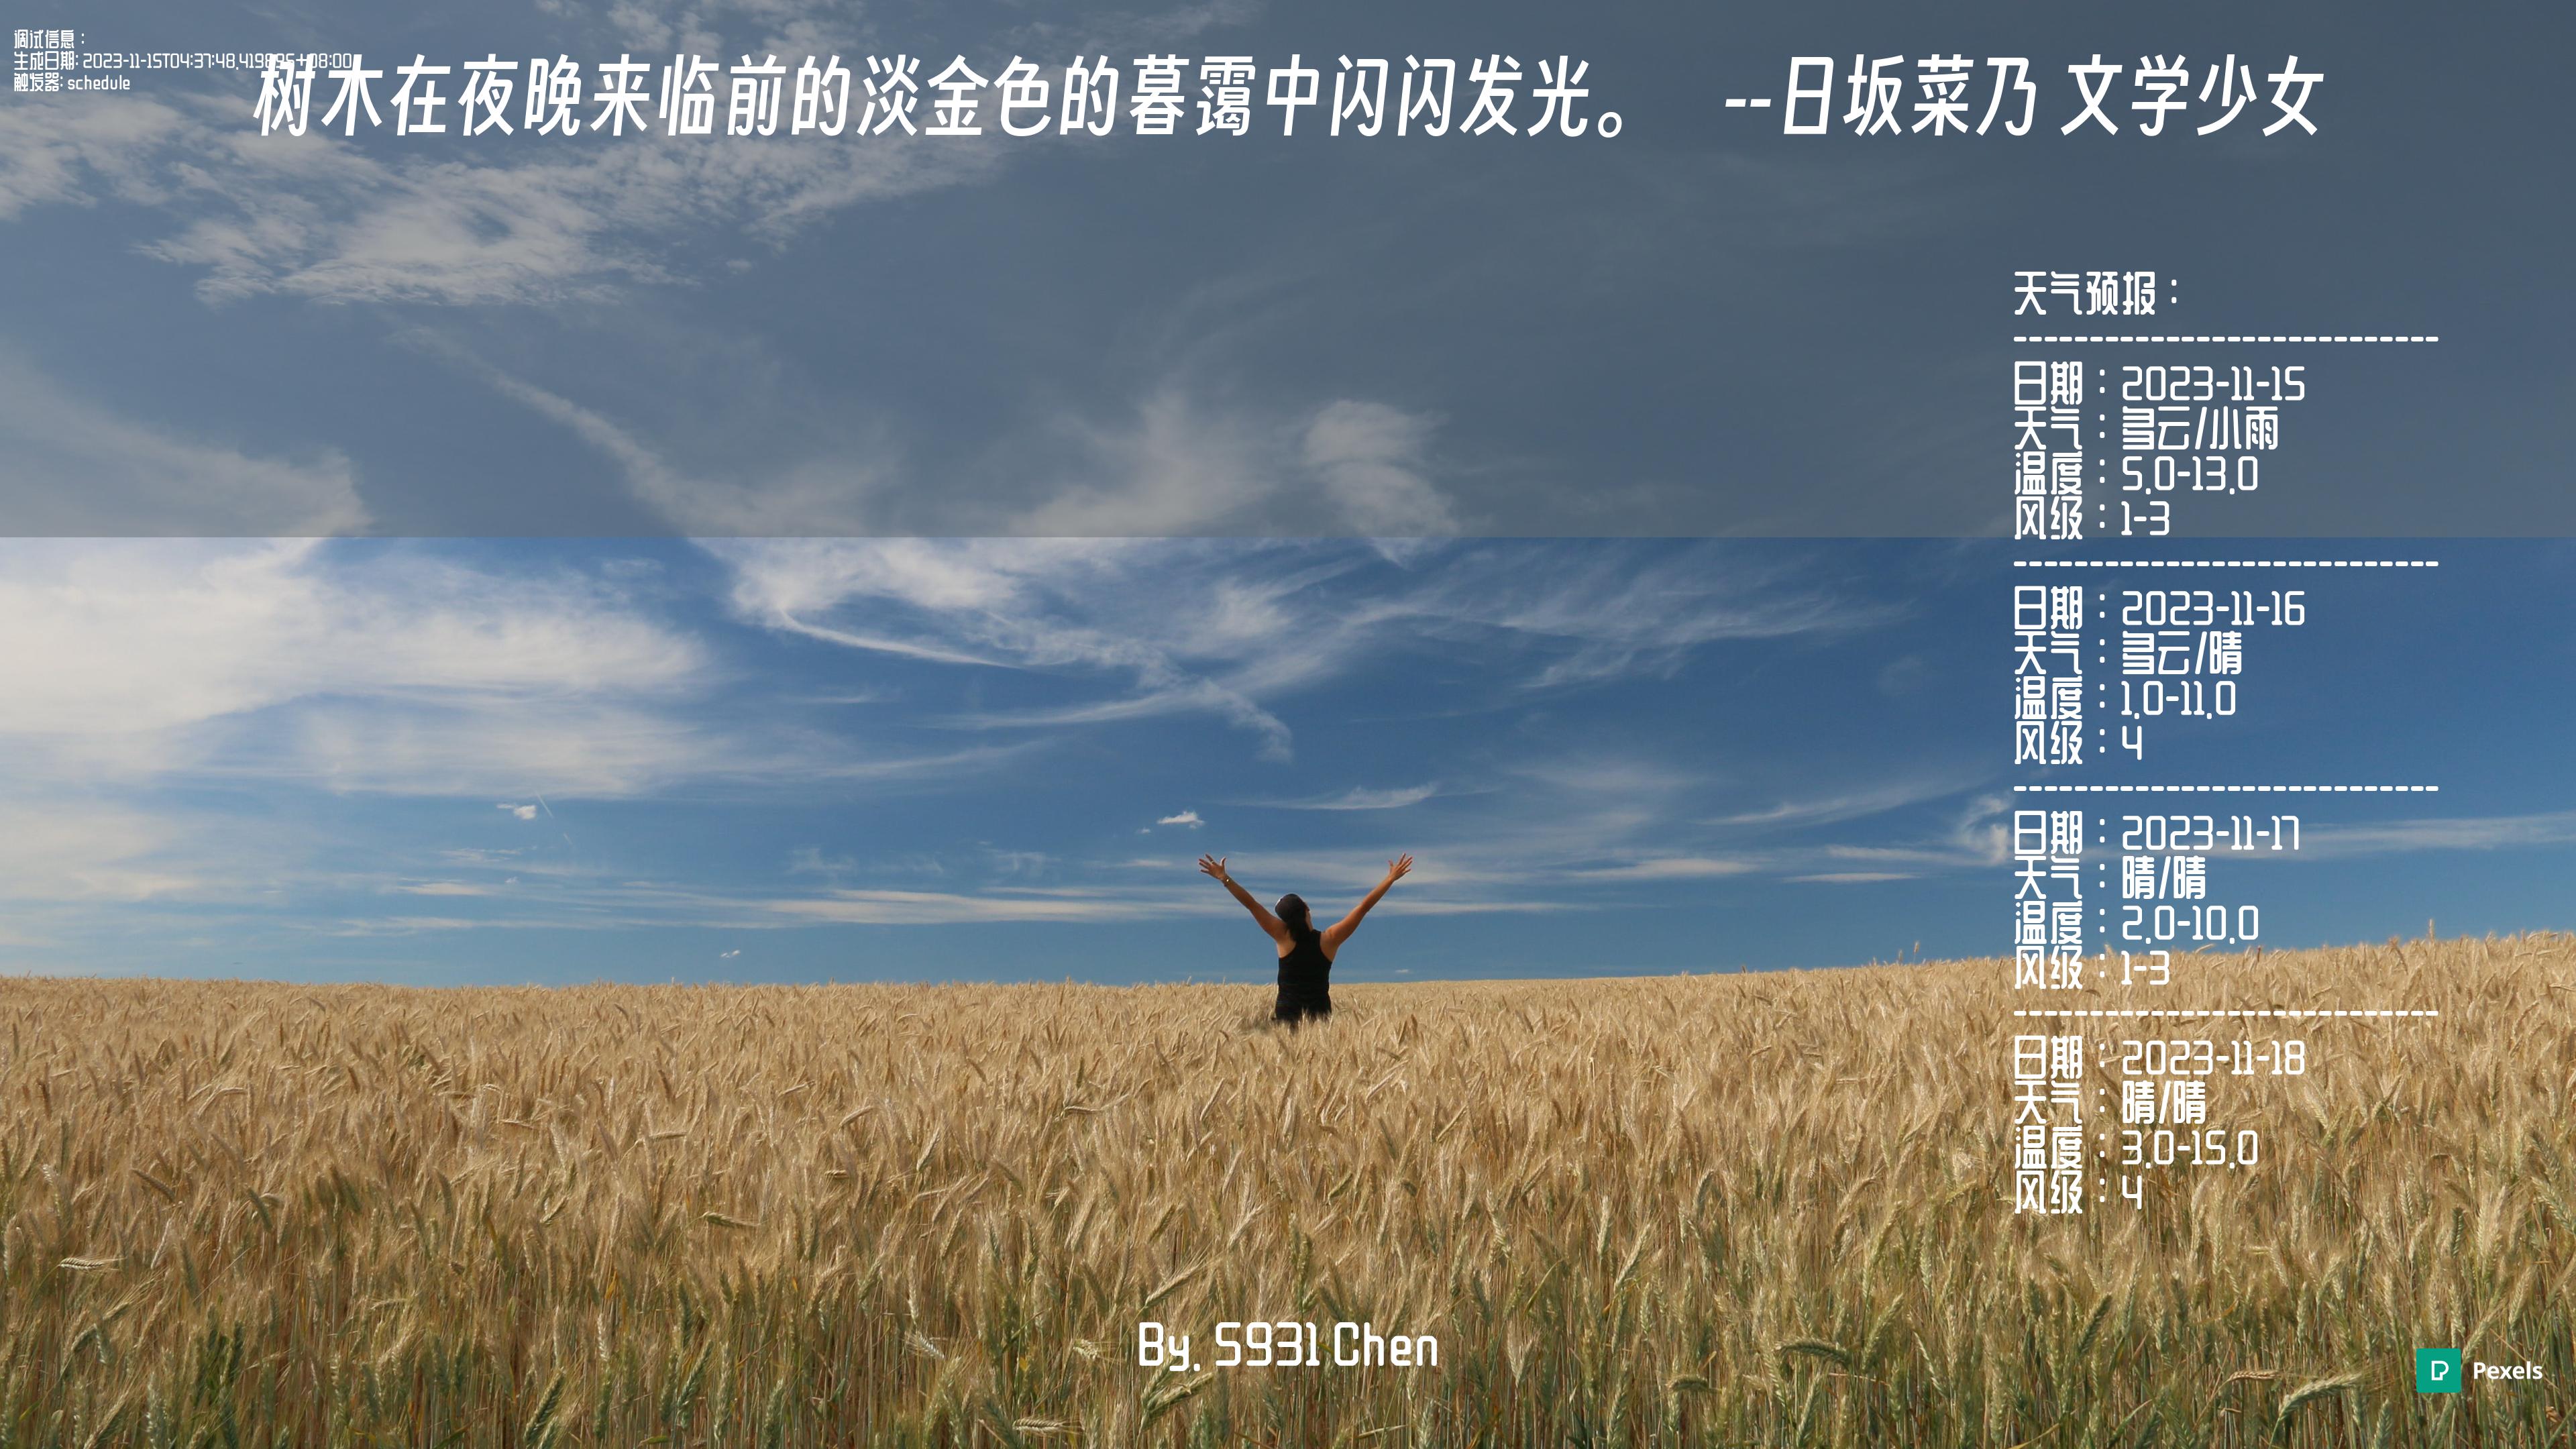 调试信息：
生成日期: 2023-11-15T04:37:48.419895+08:00
触发器: schedule
树木在夜晚来临前的淡金色的暮霭中闪闪发光。 --日坂菜乃 文学少女
天气预报：
----------------------------
日期：2023-11-15
天气：多云/小雨
温度：5.0-13.0
风级：1-3
----------------------------
日期：2023-11-16
天气：多云/晴
温度：1.0-11.0
风级：4
----------------------------
日期：2023-11-17
天气：晴/晴
温度：2.0-10.0
风级：1-3
----------------------------
日期：2023-11-18
天气：晴/晴
温度：3.0-15.0
风级：4
By. 5931 Chen
Pexels